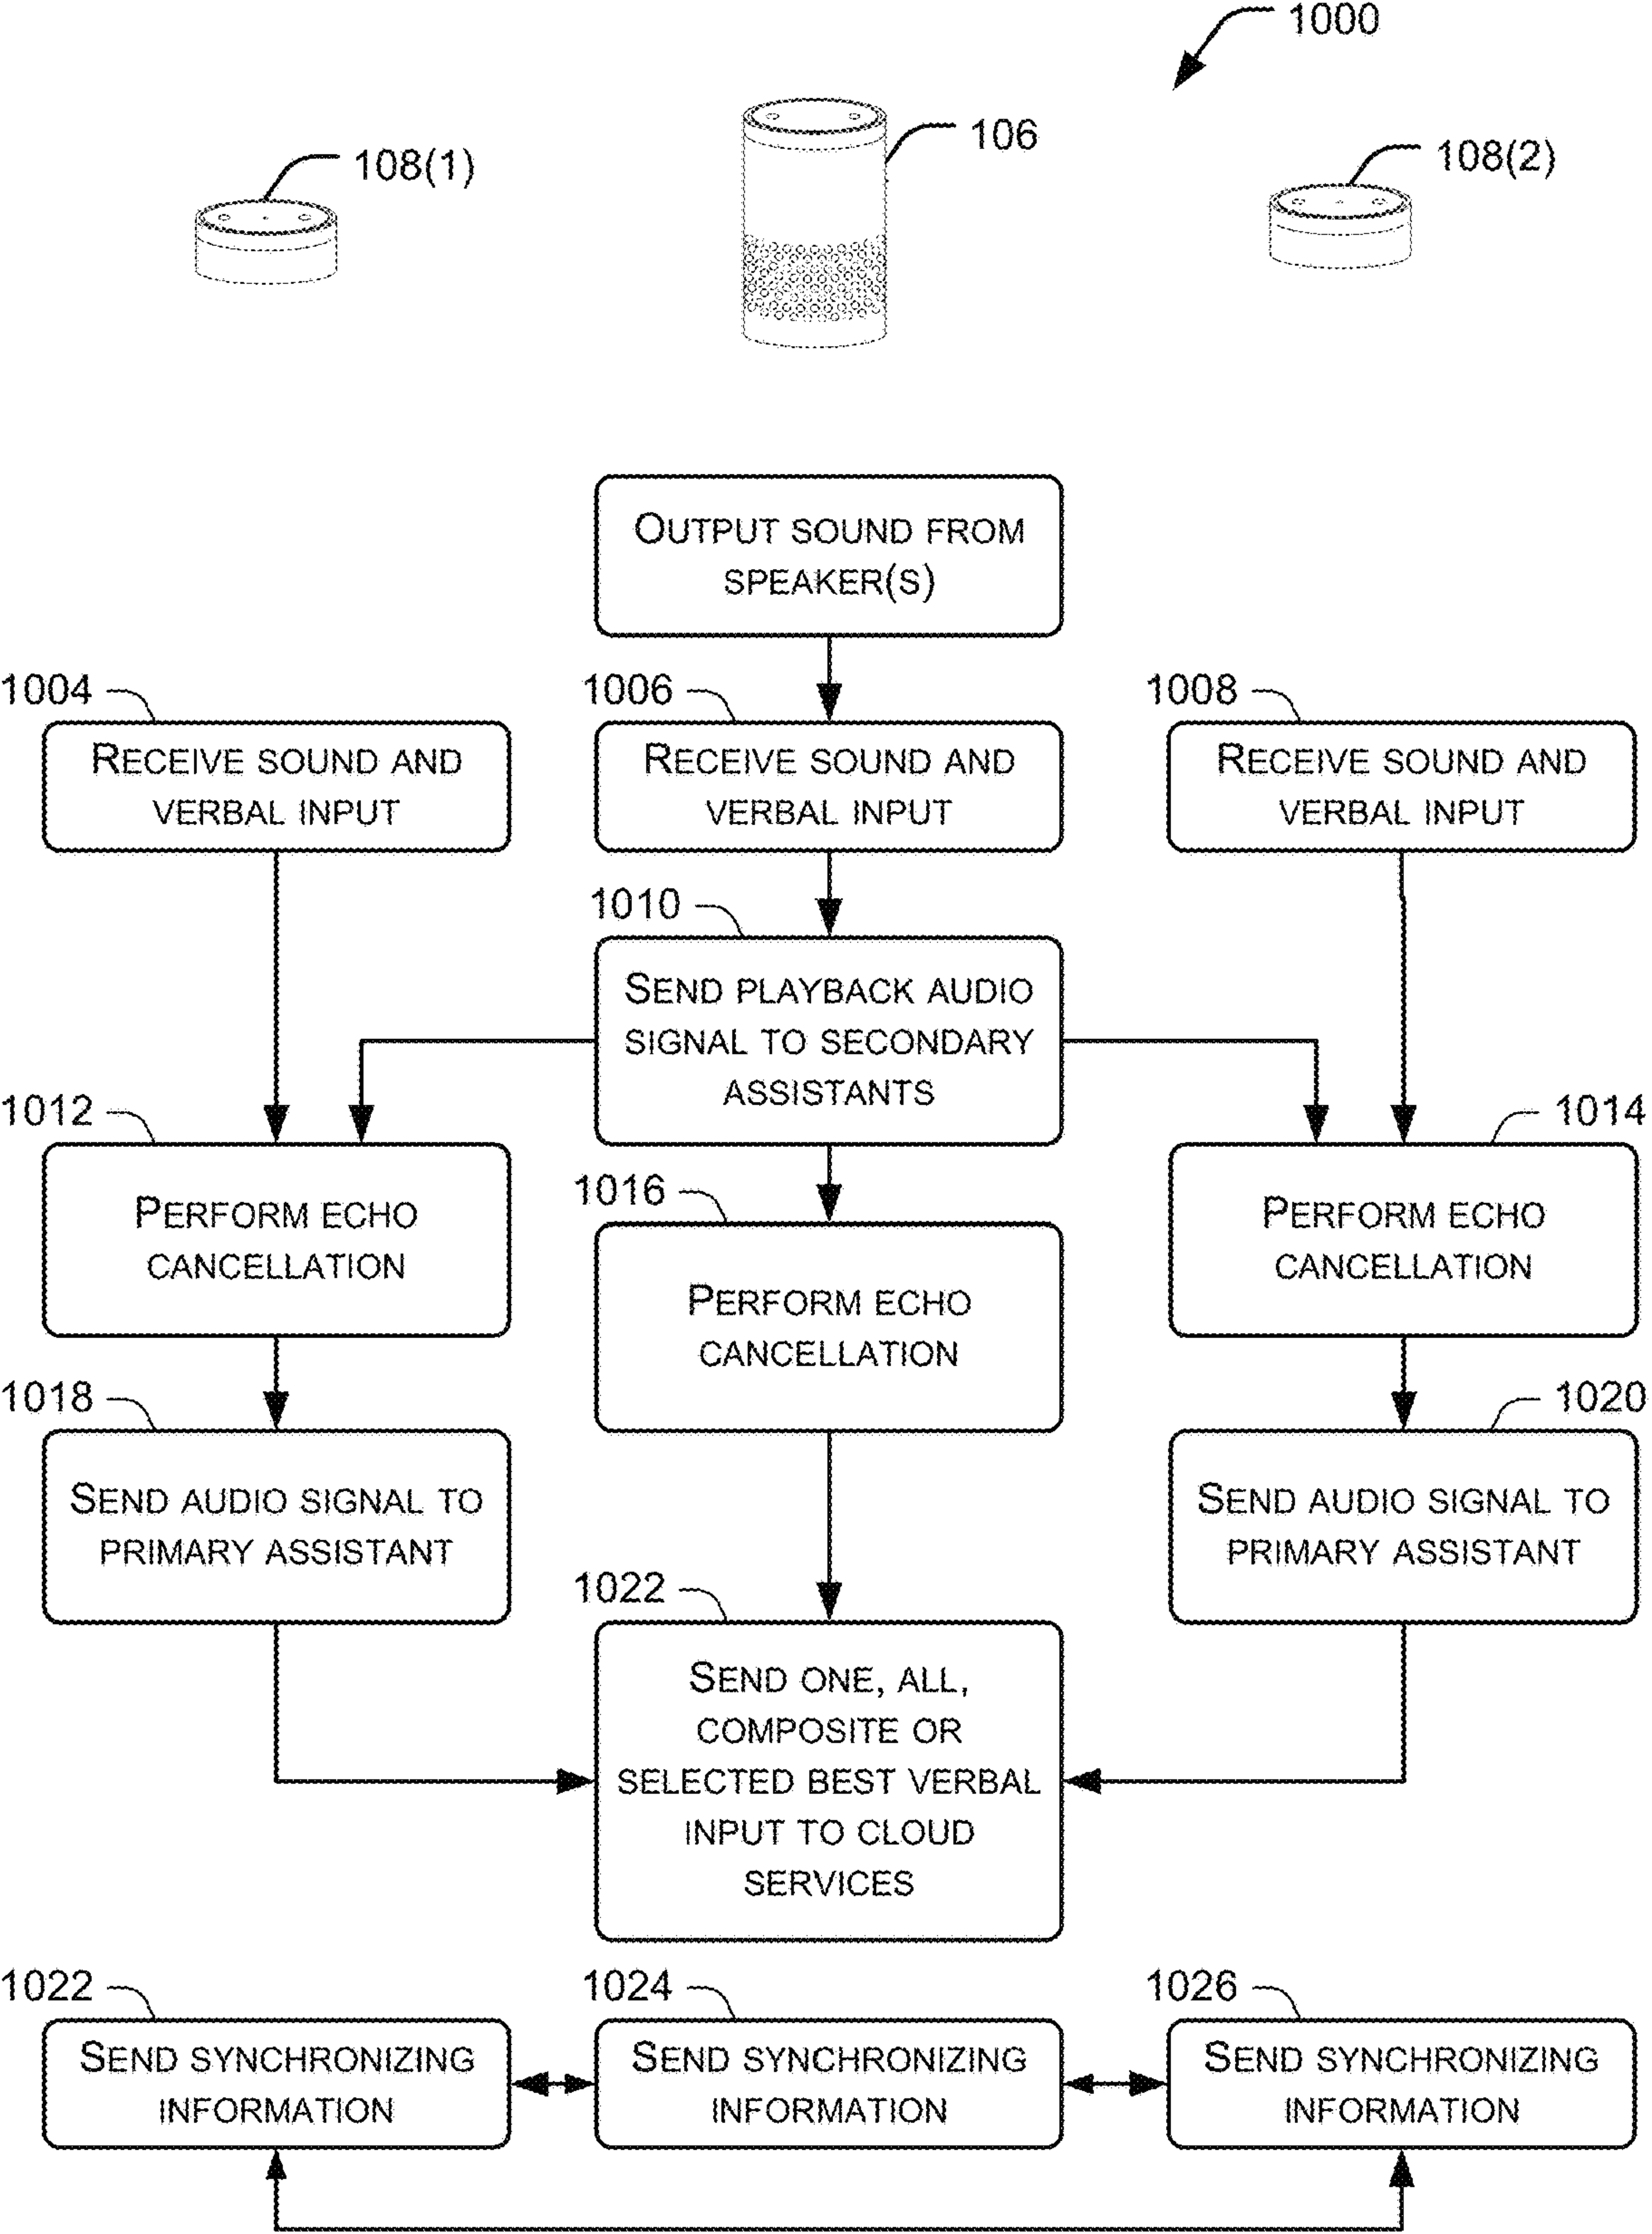 1000
106
108(1)
108(2)
OUTPUT SOUND FROM
SPEAKER(S)
1004
RECEIVE SOUND AND
VERBAL INPUT
1006
RECEIVE SOUND AND
VERBAL INPUT
1008
RECEIVE SOUND AND
VERBAL INPUT
1010
SEND PLAYBACK AUDIO
SIGNAL TO SECONDARY
ASSISTANTS
1012
PERFORM ECHO
CANCELLATION
1016
PERFORM ECHO
CANCELLATION
1014
PERFORM ECHO
CANCELLATION
1018
SEND AUDIO SIGNAL TO
PRIMARY ASSISTANT
1020
SEND AUDIO SIGNAL TO
PRIMARY ASSISTANT
1022
SEND ONE, ALL,
COMPOSITE OR
SELECTED BEST VERBAL
INPUT TO CLOUD
SERVICES
1022
SEND SYNCHRONIZING
INFORMATION
1024
SEND SYNCHRONIZING
INFORMATION
1026
SEND SYNCHRONIZING
INFORMATION